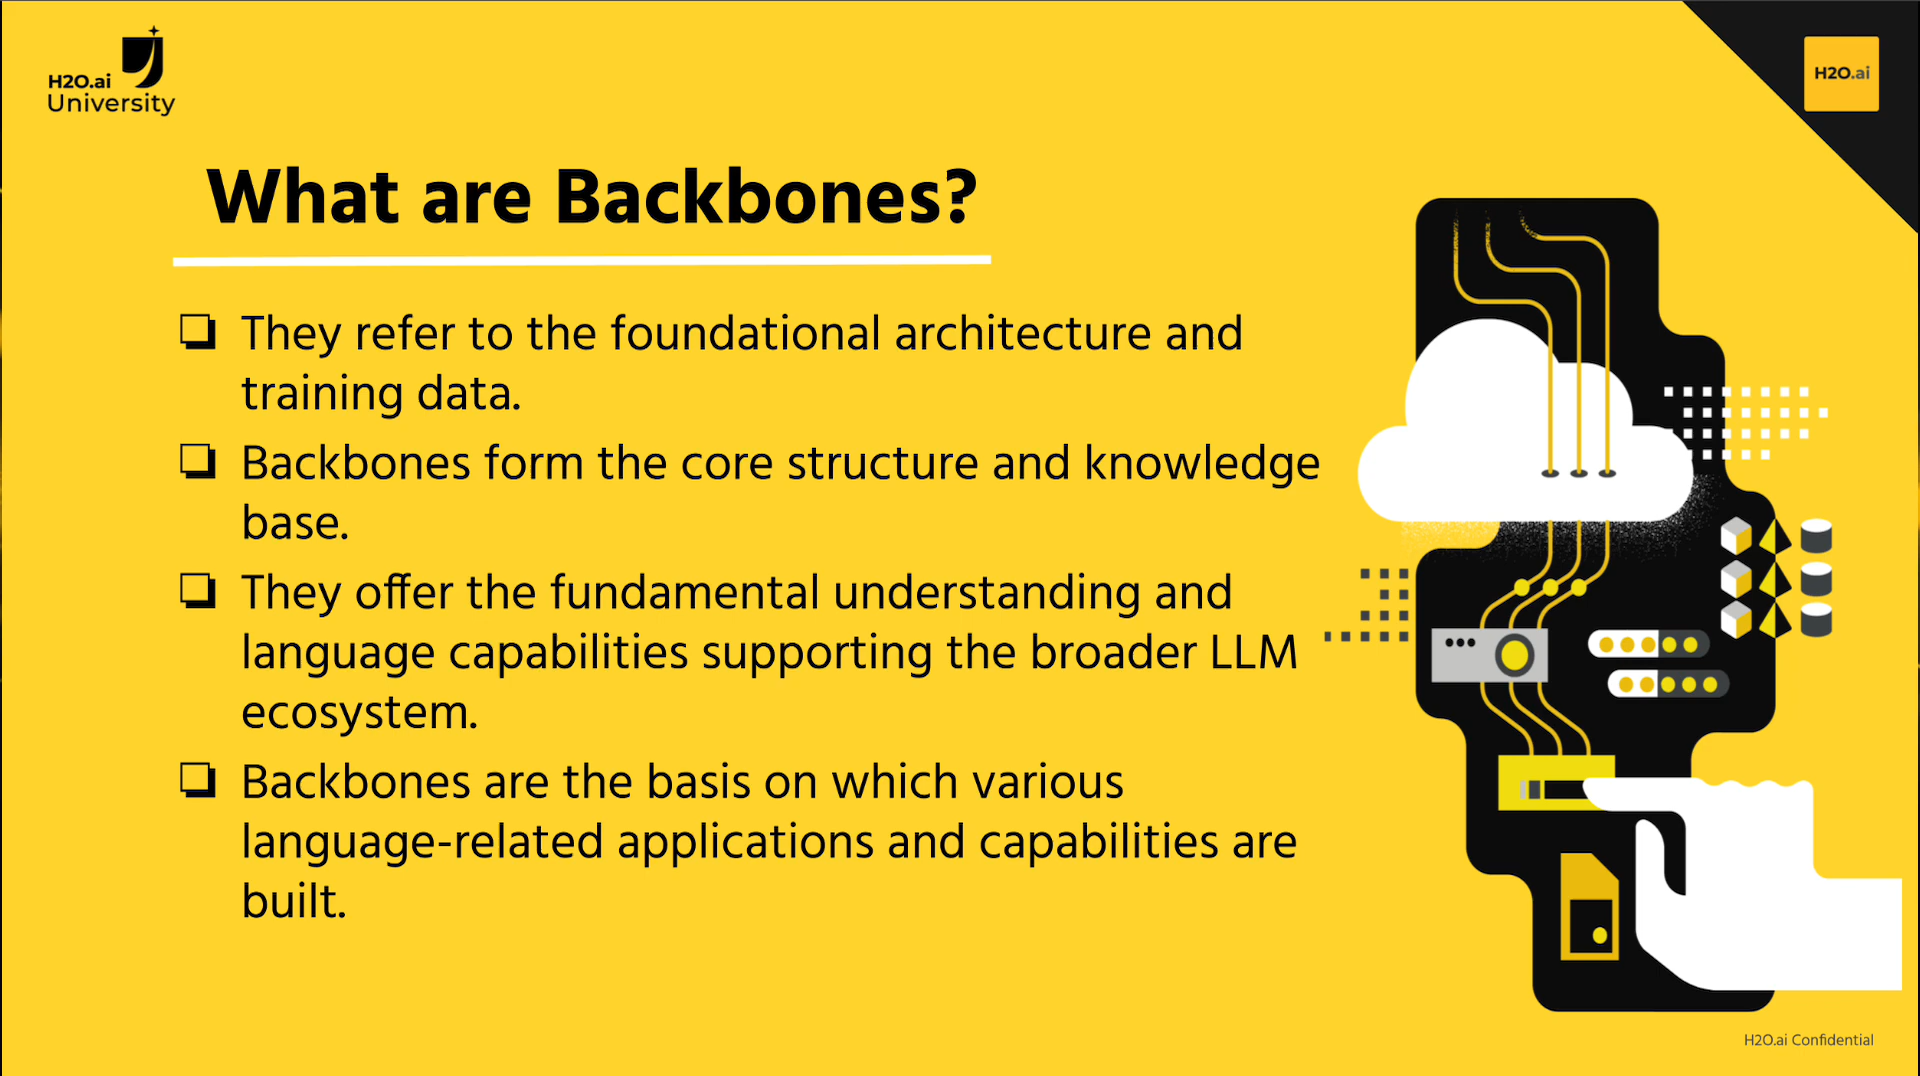 H2O.ai
University
H2O.ai
What are Backbones?
They refer to the foundational architecture and
training data.
Backbones form the core structure and knowledge
base.
They offer the fundamental understanding and
language capabilities supporting the broader LLM
ecosystem.
Backbones are the basis on which various
language-related applications and capabilities are
built.
H2O.ai Confidential